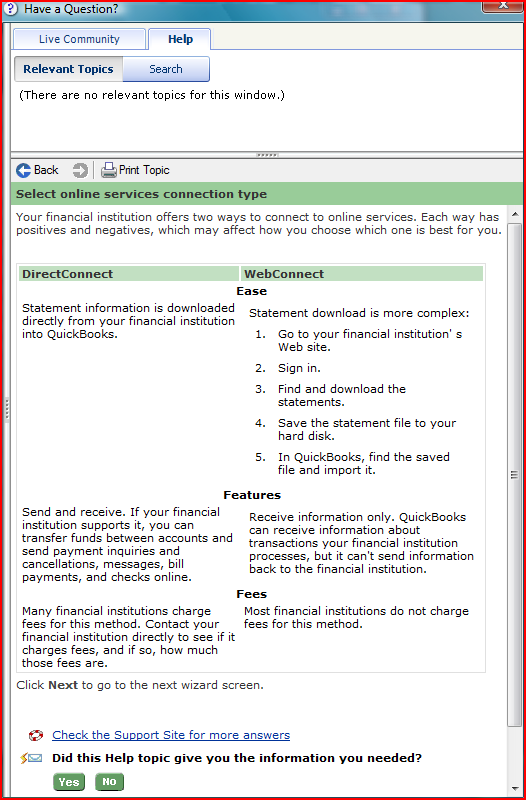 Have a Question?
Live Community
Help
Relevant Topics
Search
(There are no relevant topics for this window.)
Back
Print Topic
Select online services connection type
Your financial institution offers two ways to connect to online services. Each way has
positives and negatives, which may affect how you choose which one is best for you.
DirectConnect
WebConnect
Ease
Statement information is downloaded
directly from your financial institution
into QuickBooks.
Statement download is more complex:
1. Go to your financial institution' s
Web site.
2. Sign in.
3. Find and download the
statements.
4. Save the statement file to your
hard disk.
5. In QuickBooks, find the saved
file and import it.
Features
Send and receive. If your financial
institution supports it, you can
transfer funds between accounts and
send payment inquiries and
cancellations, messages, bill
payments, and checks online.
Receive information only. QuickBooks
can receive information about
transactions your financial institution
processes, but it can't send information
back to the financial institution.
Fees
Many financial institutions charge
fees for this method. Contact your
financial institution directly to see if it
charges fees, and if so, how much
those fees are.
Most financial institutions do not charge
fees for this method.
Click Next to go to the next wizard screen.
Check the Support Site for more answers
Did this Help topic give you the information you needed?
Yes
No